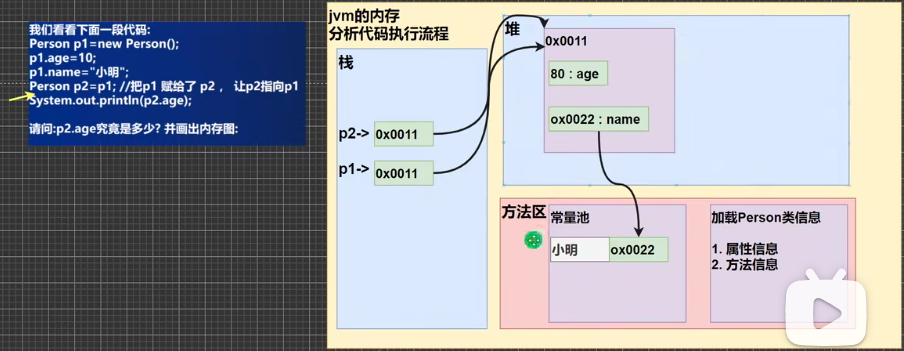 我们看看下面一段代码:
Person p1=new Person();
p1.age=10;
p1.name="小明";
Person p2=p1; //把p1 赋给了 p2 ， 让p2指向p1
System.out.println(p2.age);
请问:p2.age究竟是多少? 并画出内存图:
jvm的内存
分析代码执行流程
栈
p2->
0x0011
p1->
0x0011
堆
0x0011
80 : age
ox0022 : name
方法区
常量池
小明
ox0022
加载Person类信息
1. 属性信息
2. 方法信息